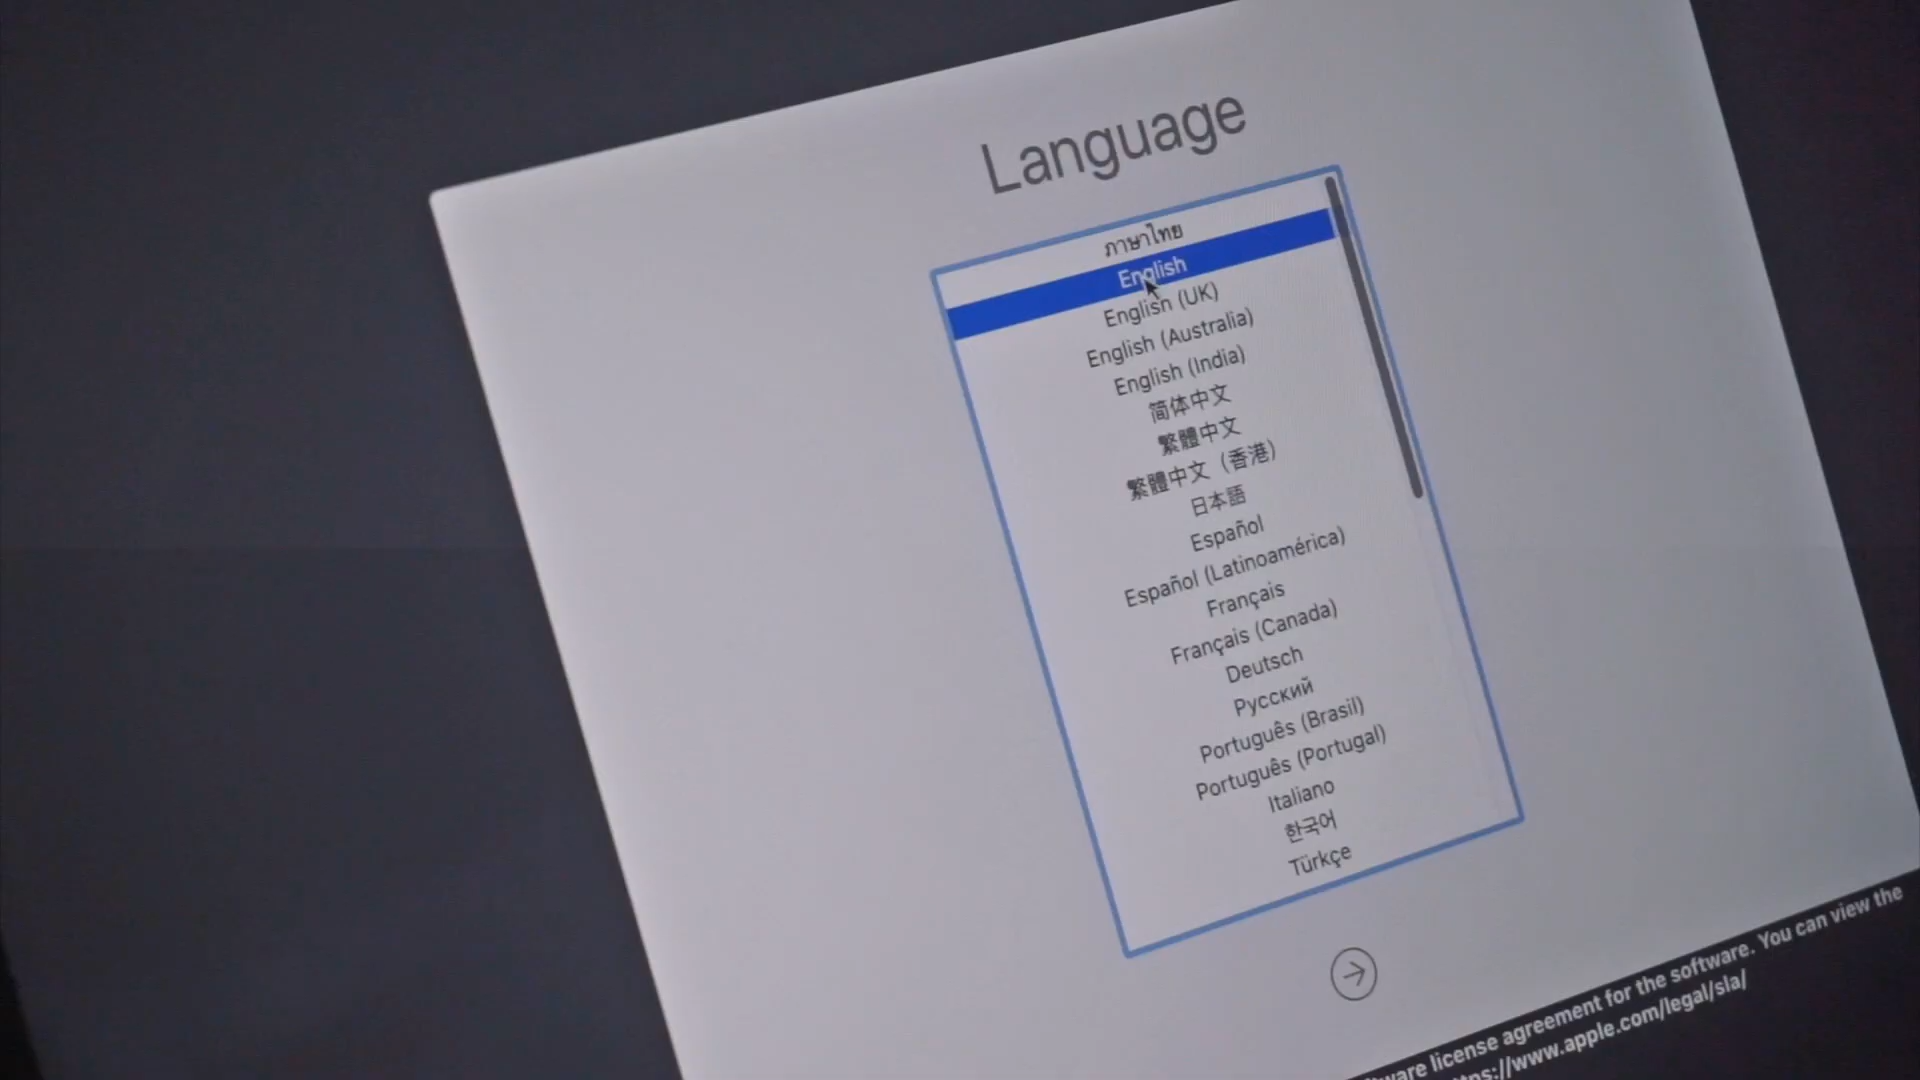 Language
ภาษาไทย
English
English (UK)
English (Australia)
English (India)
简体中文
繁體中文
繁體中文（香港）
日本語
Español
Español (Latinoamérica)
Français
Français (Canada)
Deutsch
Русский
Português (Brasil)
Português (Portugal)
Italiano
한국어
Türkçe
license agreement for the software. You can view the
https://www.apple.com/legal/sla/